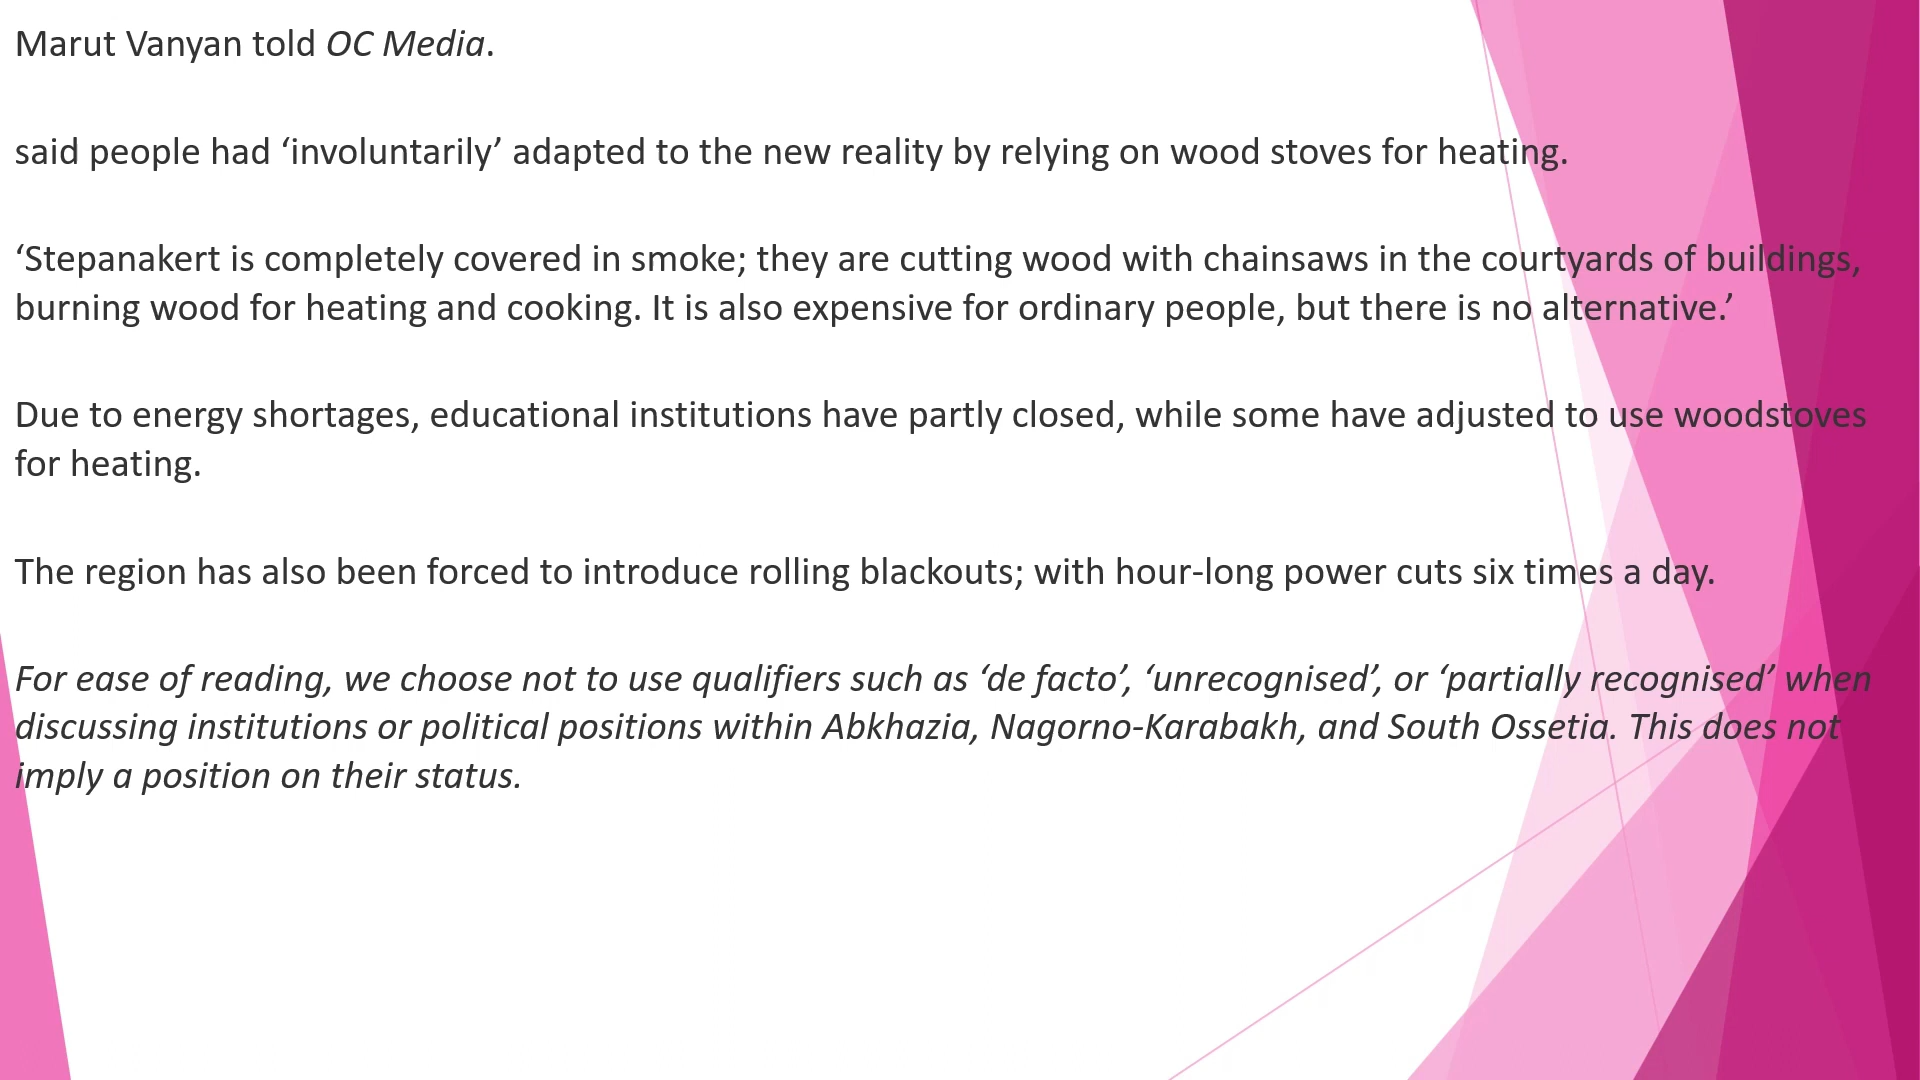 Marut Vanyan told OC Media.
said people had ‘involuntarily’ adapted to the new reality by relying on wood stoves for heating.
‘Stepanakert is completely covered in smoke; they are cutting wood with chainsaws in the courtyards of buildings,
burning wood for heating and cooking. It is also expensive for ordinary people, but there is no alternative.’
Due to energy shortages, educational institutions have partly closed, while some have adjusted to use woodstoves
for heating.
The region has also been forced to introduce rolling blackouts; with hour-long power cuts six times a day.
For ease of reading, we choose not to use qualifiers such as ‘de facto’, ‘unrecognised’, or ‘partially recognised’ when
discussing institutions or political positions within Abkhazia, Nagorno-Karabakh, and South Ossetia. This does not
imply a position on their status.